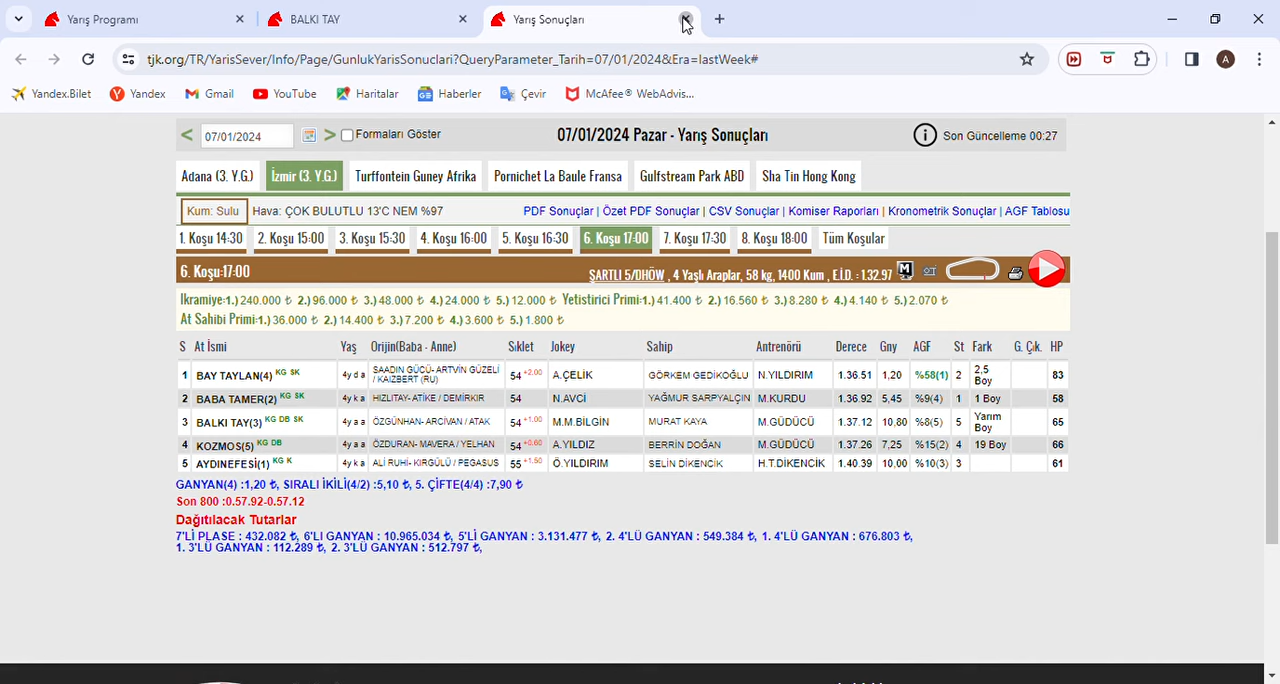 Yarış Programı
BALKI TAY
Yarış Sonuçları
tjk.org/TR/YarisSever/Info/Page/GunlukYarisSonuclari?QueryParameter_Tarih=07/01/2024&Era=lastWeek#
A
Yandex.Bilet
Yandex
Gmail
YouTube
Haritalar
Haberler
Çevir
McAfee® WebAdvis...
< 07/01/2024 > Formaları Göster
07/01/2024 Pazar - Yarış Sonuçları
Son Güncelleme 00:27
Adana (3. Y.G.) İzmir (3. Y.G.) Turffontein Guney Afrika Pornichet La Baule Fransa Gulfstream Park ABD Sha Tin Hong Kong
Kum: Sulu Hava: ÇOK BULUTLU 13'C NEM %97 PDF Sonuçlar | Özet PDF Sonuçlar | CSV Sonuçlar | Komiser Raporları | Kronometrik Sonuçlar | AGF Tablosu
1. Koşu 14:30 2. Koşu 15:00 3. Koşu 15:30 4. Koşu 16:00 5. Koşu 16:30 6. Koşu 17:00 7. Koşu 17:30 8. Koşu 18:00 Tüm Koşular
6. Koşu:17:00 ŞARTLI 5/DHÖW , 4 Yaşlı Araplar, 58 kg, 1400 Kum , E.İ.D. : 1.32.97 M
İkramiye:1.) 240.000 ₺ 2.) 96.000 ₺ 3.) 48.000 ₺ 4.) 24.000 ₺ 5.) 12.000 ₺ Yetistirici Primi:1.) 41.400 ₺ 2.) 16.560 ₺ 3.) 8.280 ₺ 4.) 4.140 ₺ 5.) 2.070 ₺
At Sahibi Primi:1.) 36.000 ₺ 2.) 14.400 ₺ 3.) 7.200 ₺ 4.) 3.600 ₺ 5.) 1.800 ₺
S At İsmi Yaş Orijin(Baba - Anne) Sıklet Jokey Sahip Antrenörü Derece Gny AGF St Fark G. Çık. HP
1 BAY TAYLAN(4) KG SK 4y d a SAADIN GÜCÜ- ARTVİN GÜZELİ / KAIZBERT (RU) 54 +2.00 A.ÇELİK GÖRKEM GEDİKOĞLU N.YILDIRIM 1.36.51 1,20 %58(1) 2 2,5 Boy 83
2 BABA TAMER(2) KG SK 4y k a HIZLITAY- ATİKE / DEMİRKIR 54 N.AVCİ YAĞMUR SARPYALÇIN M.KURDU 1.36.92 5,45 %9(4) 1 1 Boy 58
3 BALKI TAY(3) KG DB SK 4y a a ÖZGÜNHAN- ARCİVAN / ATAK 54 +1.00 M.M.BİLGİN MURAT KAYA M.GÜDÜCÜ 1.37.12 10,80 %8(5) 5 Yarım Boy 65
4 KOZMOS(5) KG DB 4y a a ÖZDURAN- MAVERA / YELHAN 54 +0.60 A.YILDIZ BERRİN DOĞAN M.GÜDÜCÜ 1.37.26 7,25 %15(2) 4 19 Boy 66
5 AYDINEFESİ(1) KG K 4y k a ALİ RUHİ- KIRGÜLÜ / PEGASUS 55 +1.50 Ö.YILDIRIM SELİN DİKENCİK H.T.DİKENCİK 1.40.39 10,00 %10(3) 3 61
GANYAN(4) :1,20 ₺, SIRALI İKİLİ(4/2) :5,10 ₺, 5. ÇİFTE(4/4) :7,90 ₺
Son 800 :0.57.92-0.57.12
Dağıtılacak Tutarlar
7'Lİ PLASE : 432.082 ₺, 6'LI GANYAN : 10.965.034 ₺, 5'Lİ GANYAN : 3.131.477 ₺, 2. 4'LÜ GANYAN : 549.384 ₺, 1. 4'LÜ GANYAN : 676.803 ₺,
1. 3'LÜ GANYAN : 112.289 ₺, 2. 3'LÜ GANYAN : 512.797 ₺,